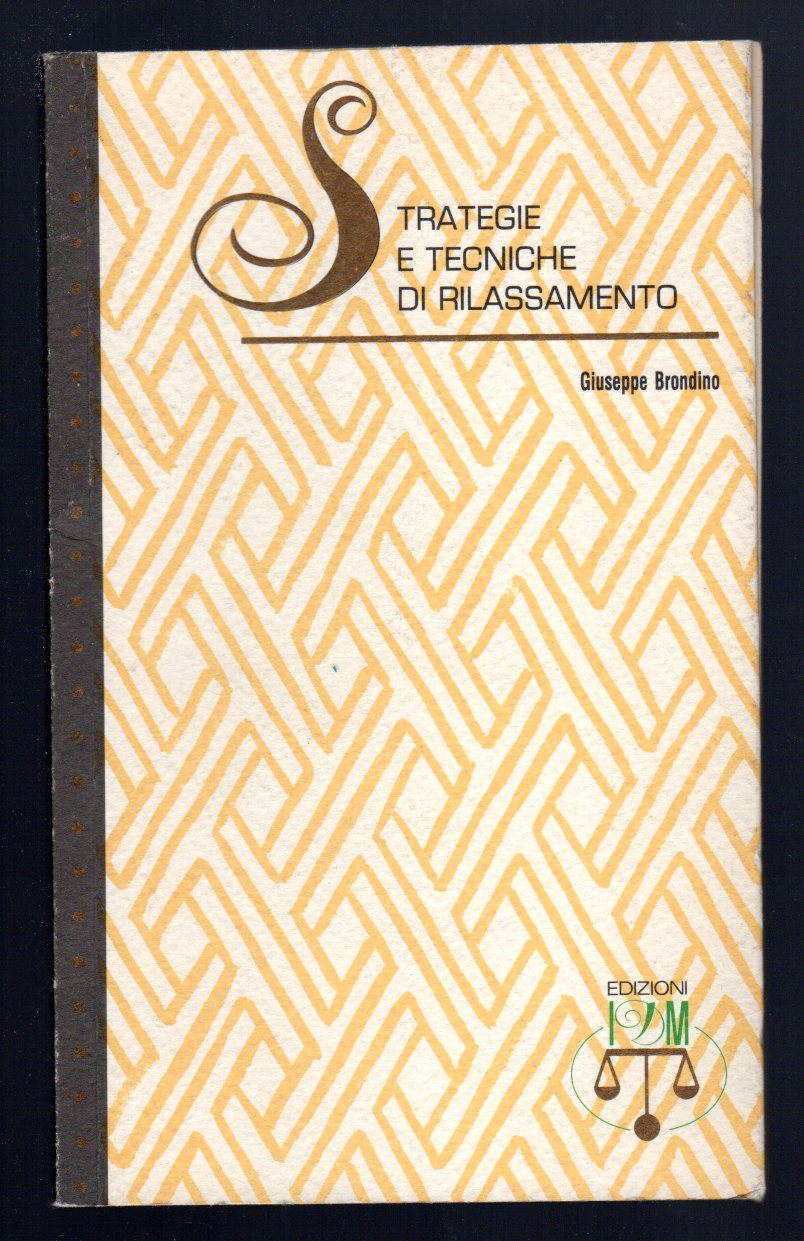 STRATEGIE
E TECNICHE
DI RILASSAMENTO
Giuseppe Brondino
EDIZIONI
IDM